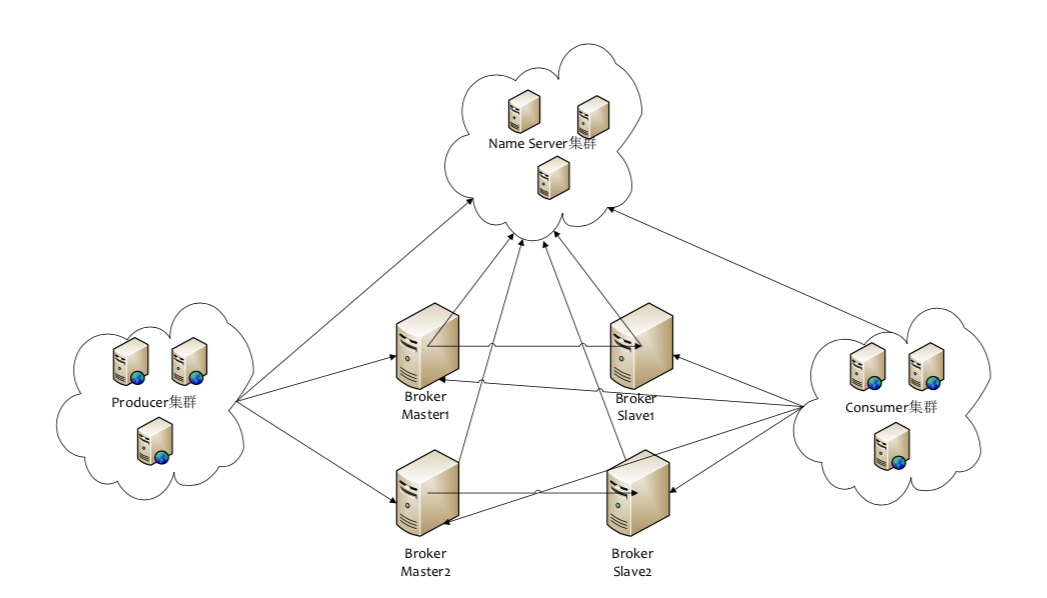 Name Server集群
Broker
Master1
Broker
Slave1
Producer集群
Consumer集群
Broker
Master2
Broker
Slave2